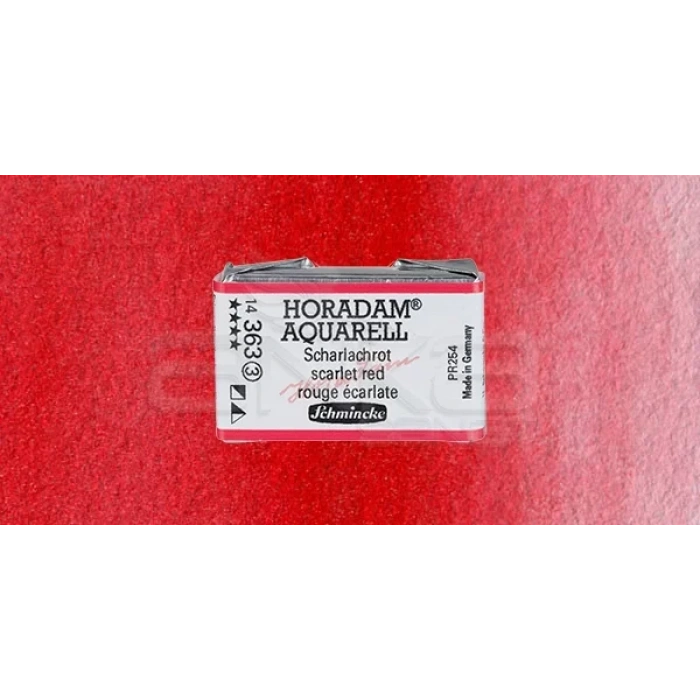 HORADAM®
AQUARELL
Scharlachrot
scarlet red
rouge écarlate
Schmincke
14 363 3
★★★★
PR254
Made in Germany